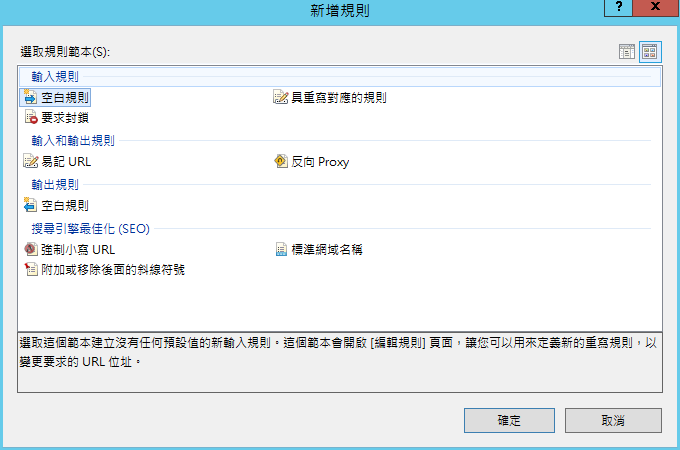 新增規則
? X
選取規則範本(S):
輸入規則
空白規則 具重寫對應的規則
要求封鎖
輸入和輸出規則
易記 URL 反向 Proxy
輸出規則
空白規則
搜尋引擎最佳化 (SEO)
強制小寫 URL 標準網域名稱
附加或移除後面的斜線符號
選取這個範本建立沒有任何預設值的新輸入規則。這個範本會開啟 [編輯規則] 頁面，讓您可以用來定義新的重寫規則，以
變更要求的 URL 位址。
確定 取消